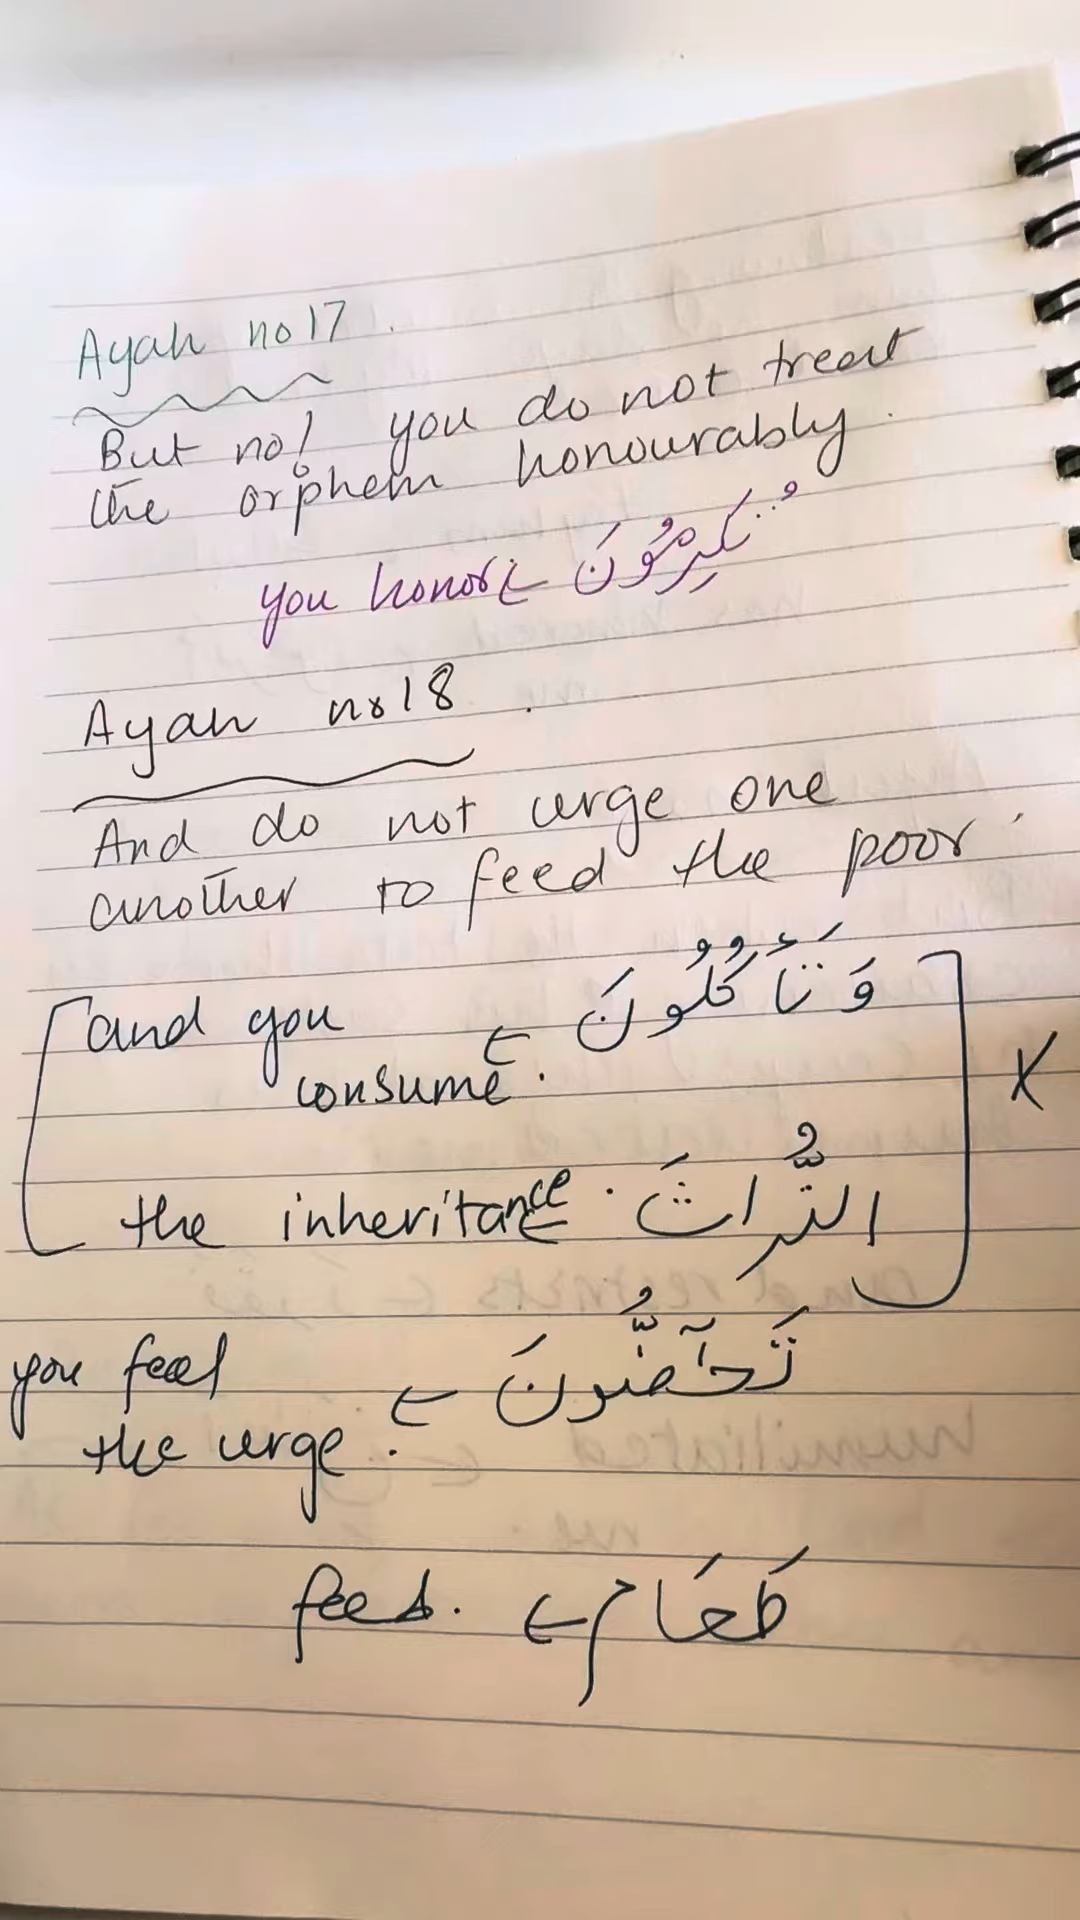 Ayah no 17.
But no! you do not treat
the orphem honourably.
you honor ← تُكْرِمُونَ
Ayah no 18.
And do not urge one
another to feed the poor.
and you ← وَتَأْكُلُونَ
consume.
X
the inheritance. ← التُّرَاثَ
you feel ← تَحَآضُّونَ
the urge.
feed. ← طَعَام